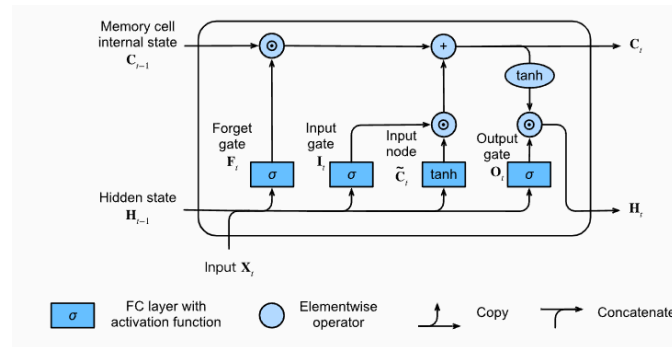 Memory cell
internal state
C_{t-1}
⊙
+
C_t
tanh
Forget
gate
F_t
Input
gate
I_t
Input
node
C̃_t
⊙
Output
gate
O_t
⊙
σ
σ
tanh
σ
Hidden state
H_{t-1}
H_t
Input X_t
σ
FC layer with
activation function
Elementwise
operator
Copy
Concatenate